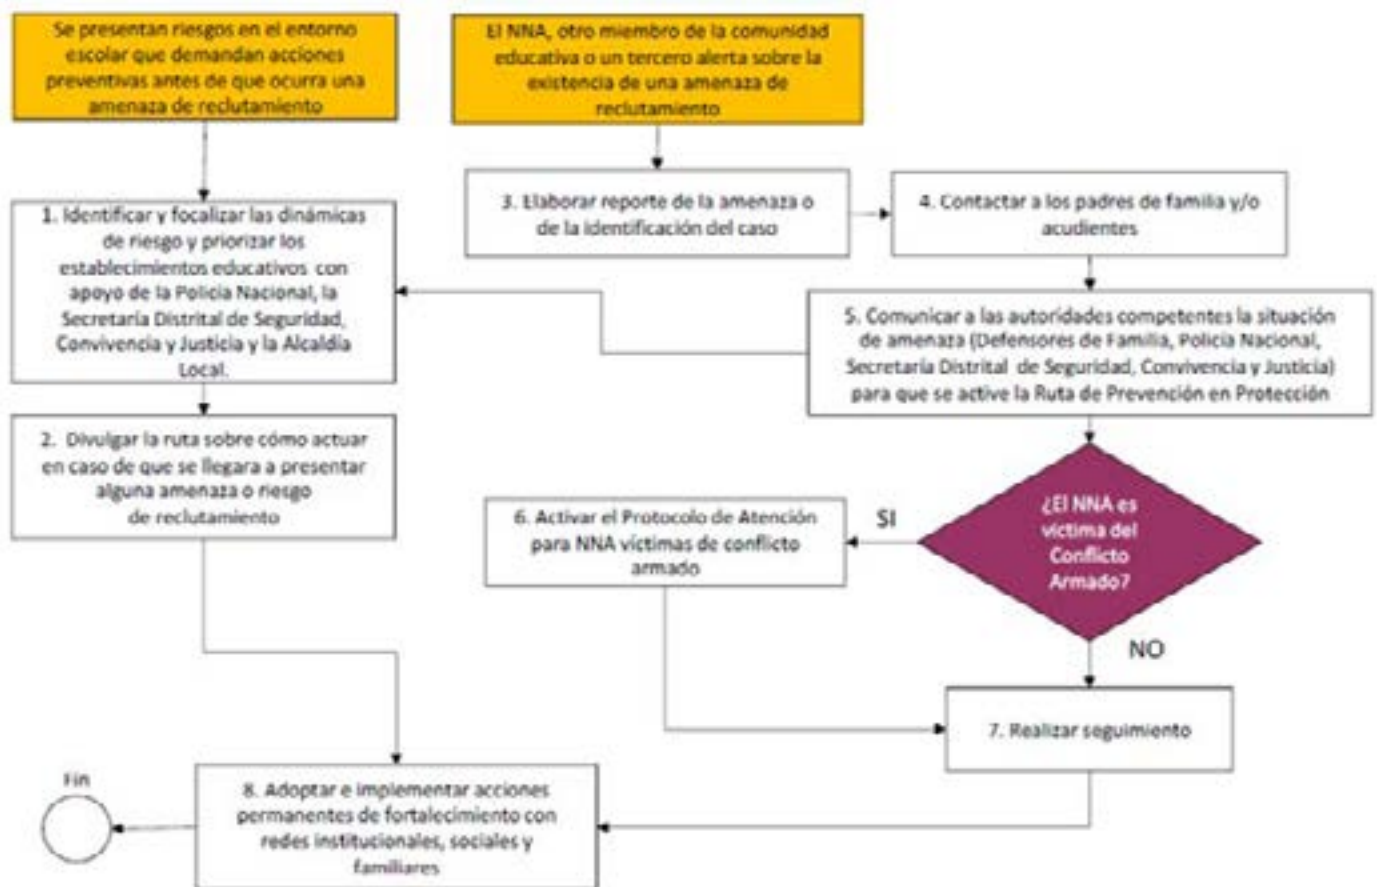 Se presentan riesgos en el entorno
escolar que demandan acciones
preventivas antes de que ocurra una
amenaza de reclutamiento
El NNA, otro miembro de la comunidad
educativa o un tercero alerta sobre la
existencia de una amenaza de
reclutamiento
1. Identificar y focalizar las dinámicas
de riesgo y priorizar los
establecimientos educativos con
apoyo de la Policía Nacional, la
Secretaría Distrital de Seguridad,
Convivencia y Justicia y la Alcaldía
Local.
2. Divulgar la ruta sobre cómo actuar
en caso de que se llegara a presentar
alguna amenaza o riesgo
de reclutamiento
3. Elaborar reporte de la amenaza o
de la identificación del caso
4. Contactar a los padres de familia y/o
acudientes
5. Comunicar a las autoridades competentes la situación
de amenaza (Defensores de Familia, Policía Nacional,
Secretaría Distrital de Seguridad, Convivencia y Justicia)
para que se active la Ruta de Prevención en Protección
¿El NNA es
víctima del
Conflicto
Armado?
SI
6. Activar el Protocolo de Atención
para NNA víctimas de conflicto
armado
NO
7. Realizar seguimiento
8. Adoptar e implementar acciones
permanentes de fortalecimiento con
redes institucionales, sociales y
familiares
Fin